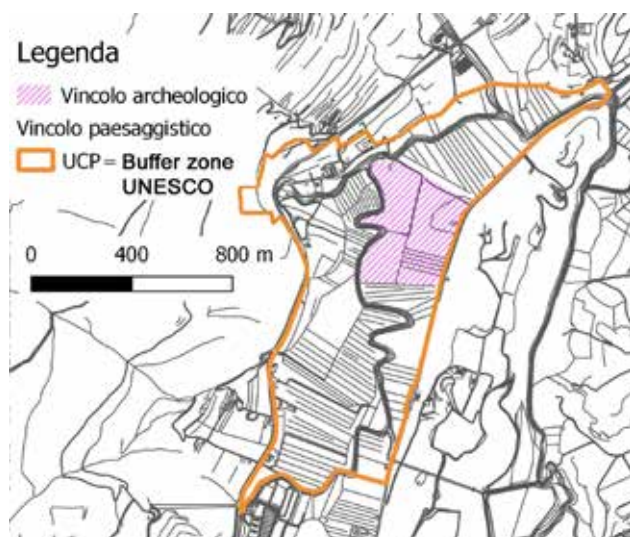 Legenda
Vincolo archeologico
Vincolo paesaggistico
UCP = Buffer zone
UNESCO
0 400 800 m